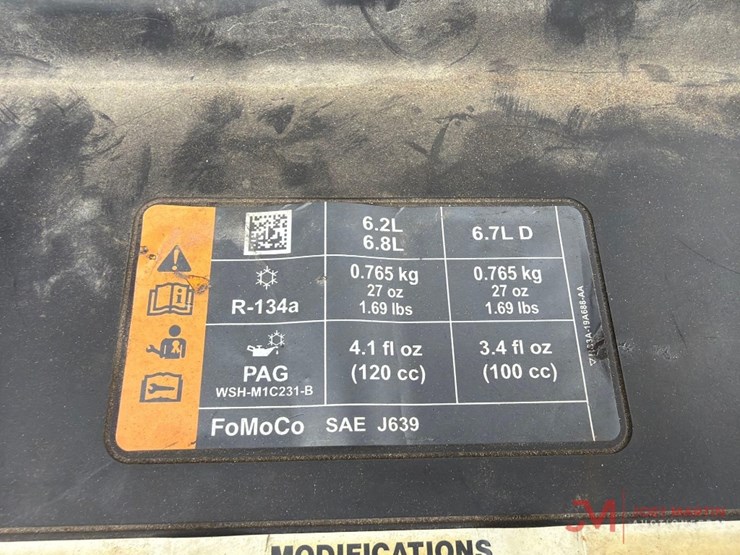 6.2L
6.8L
6.7L D
R-134a
0.765 kg
27 oz
1.69 lbs
0.765 kg
27 oz
1.69 lbs
PAG
WSH-M1C231-B
4.1 fl oz
(120 cc)
3.4 fl oz
(100 cc)
FoMoCo SAE J639
MODIFICATIONS